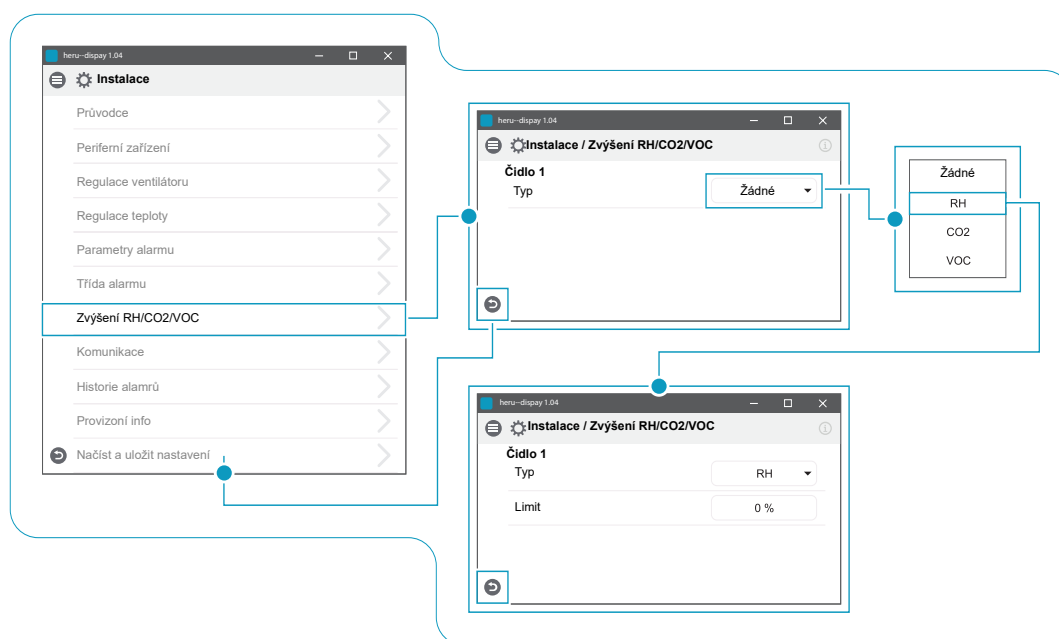 heru--dispay 1.04
Instalace
Průvodce
Periferní zařízení
Regulace ventilátoru
Regulace teploty
Parametry alarmu
Třída alarmu
Zvýšení RH/CO2/VOC
Komunikace
Historie alamrů
Provizoní info
Načíst a uložit nastavení
heru--dispay 1.04
Instalace / Zvýšení RH/CO2/VOC
Čidlo 1
Typ Žádné
Žádné
RH
CO2
VOC
heru--dispay 1.04
Instalace / Zvýšení RH/CO2/VOC
Čidlo 1
Typ RH
Limit 0 %